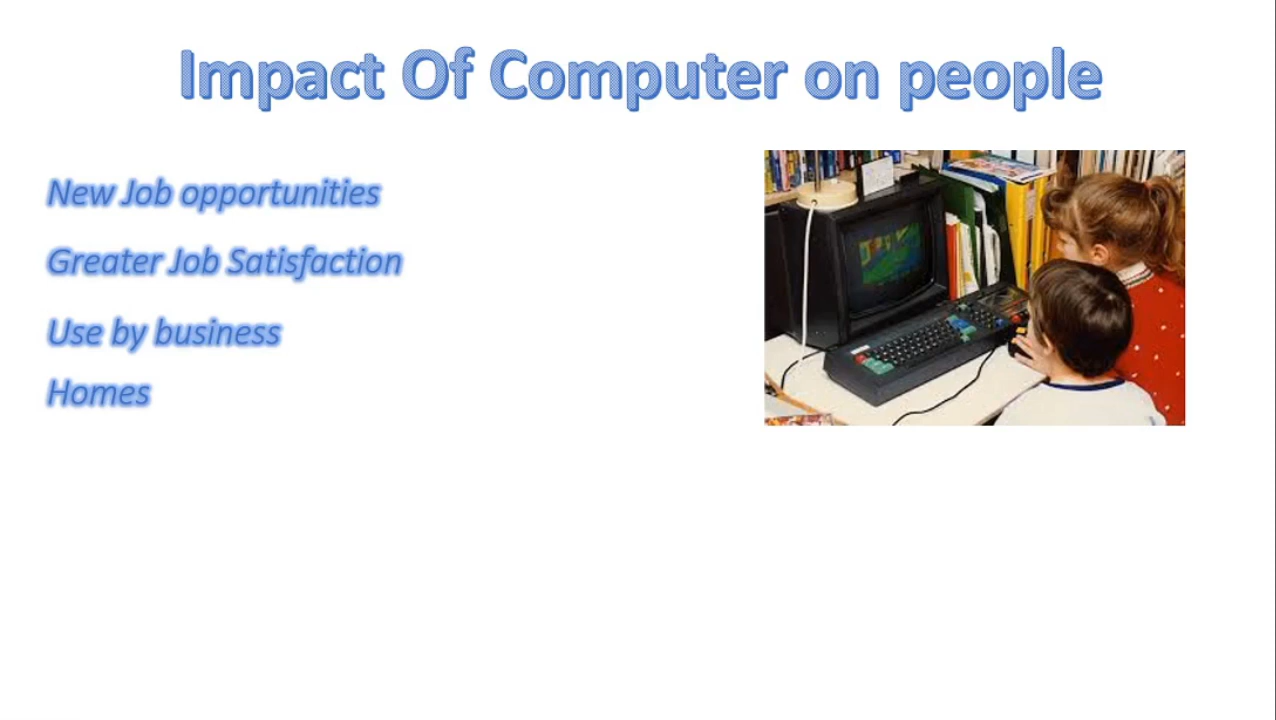 Impact Of Computer on people
New Job opportunities
Greater Job Satisfaction
Use by business
Homes